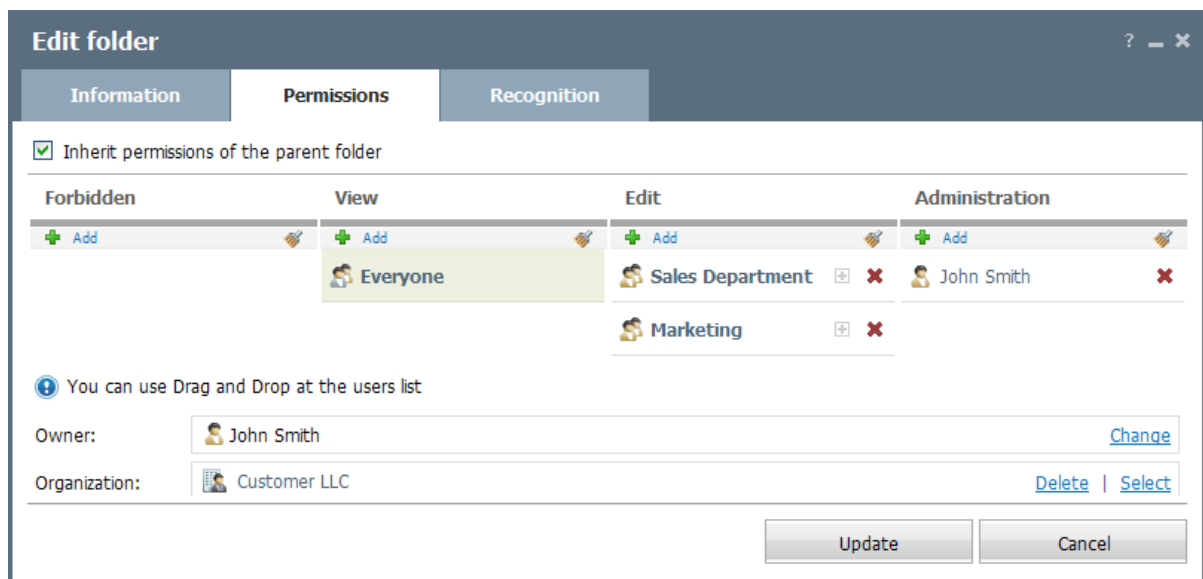 Edit folder
?
Information Permissions Recognition
Inherit permissions of the parent folder
Forbidden View Edit Administration
Add Add Add Add
Everyone Sales Department John Smith
Marketing
You can use Drag and Drop at the users list
Owner: John Smith Change
Organization: Customer LLC Delete | Select
Update Cancel